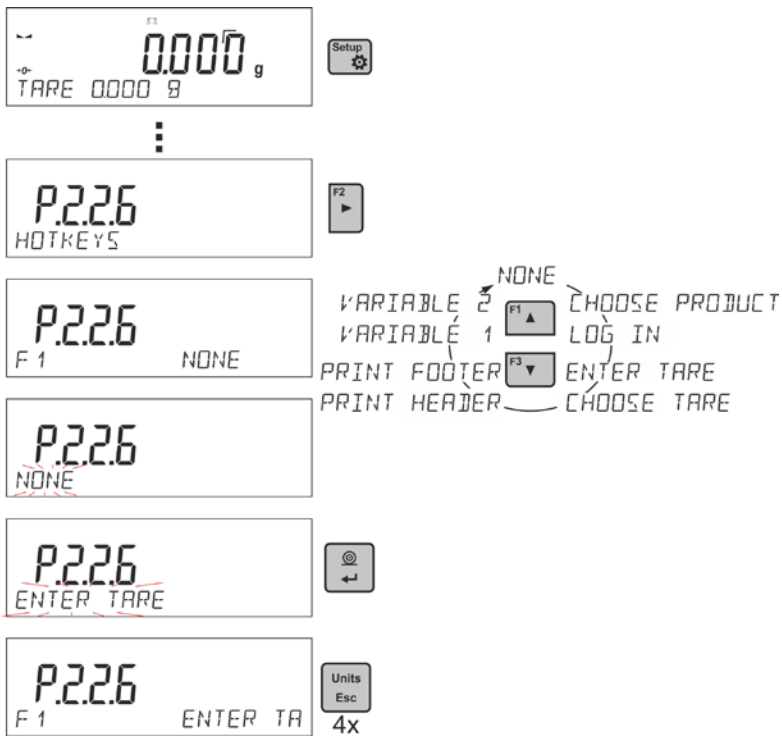 0.000 g
TARE 0.000 g
Setup
P.2.2.6
HOTKEYS
F2
P.2.2.6
F1 NONE
NONE
VARIABLE 2 F1 CHOOSE PRODUCT
VARIABLE 1 LOG IN
PRINT FOOTER F3 ENTER TARE
PRINT HEADER CHOOSE TARE
P.2.2.6
NONE
P.2.2.6
ENTER TARE
P.2.2.6
F1 ENTER TA
Units
Esc
4x